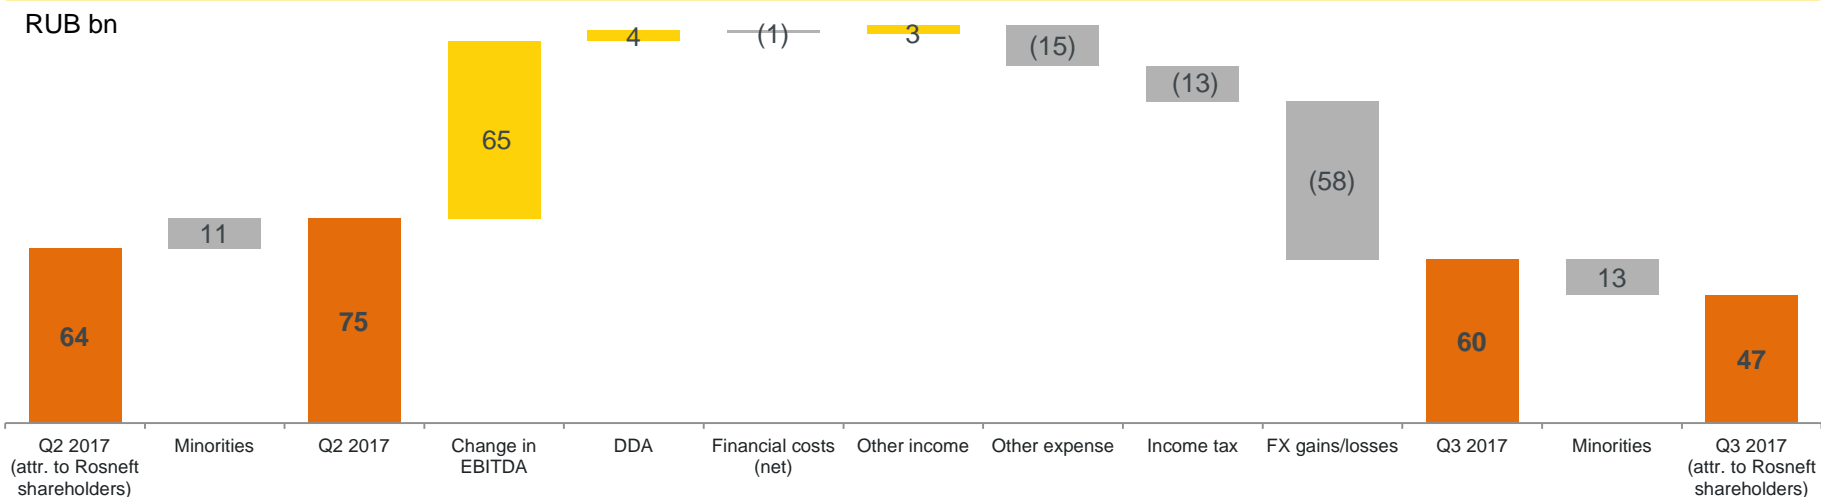 RUB bn
64
11
75
65
4
(1)
3
(15)
(13)
(58)
60
13
47
Q2 2017
(attr. to Rosneft
shareholders)
Minorities
Q2 2017
Change in
EBITDA
DDA
Financial costs
(net)
Other income
Other expense
Income tax
FX gains/losses
Q3 2017
Minorities
Q3 2017
(attr. to Rosneft
shareholders)